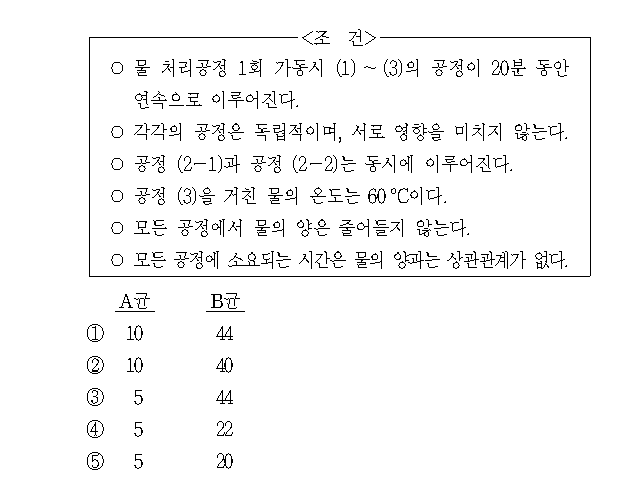 <조 건>
○ 물 처리공정 1회 가동시 (1) ~ (3)의 공정이 20분 동안
연속으로 이루어진다.
○ 각각의 공정은 독립적이며, 서로 영향을 미치지 않는다.
○ 공정 (2-1)과 공정 (2-2)는 동시에 이루어진다.
○ 공정 (3)을 거친 물의 온도는 60℃이다.
○ 모든 공정에서 물의 양은 줄어들지 않는다.
○ 모든 공정에 소요되는 시간은 물의 양과는 상관관계가 없다.
A균 B균
① 10 44
② 10 40
③ 5 44
④ 5 22
⑤ 5 20